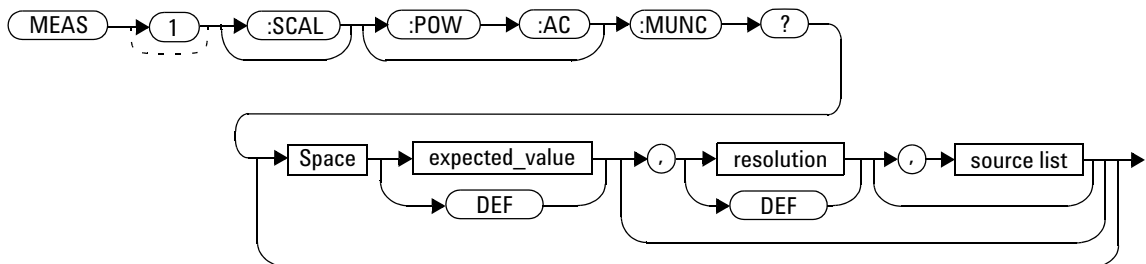 MEAS 1 :SCAL :POW :AC :MUNC ?
Space expected_value , resolution , source list
DEF DEF